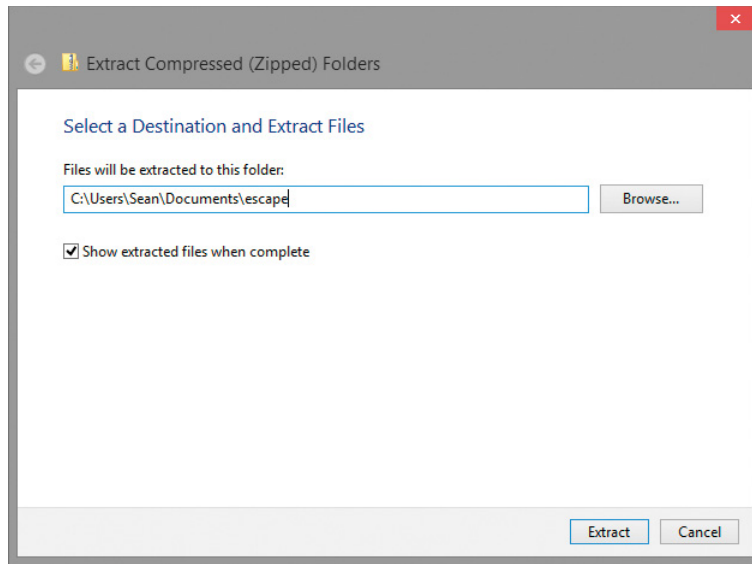 Extract Compressed (Zipped) Folders
Select a Destination and Extract Files
Files will be extracted to this folder:
C:\Users\Sean\Documents\escape
Browse...
Show extracted files when complete
Extract
Cancel